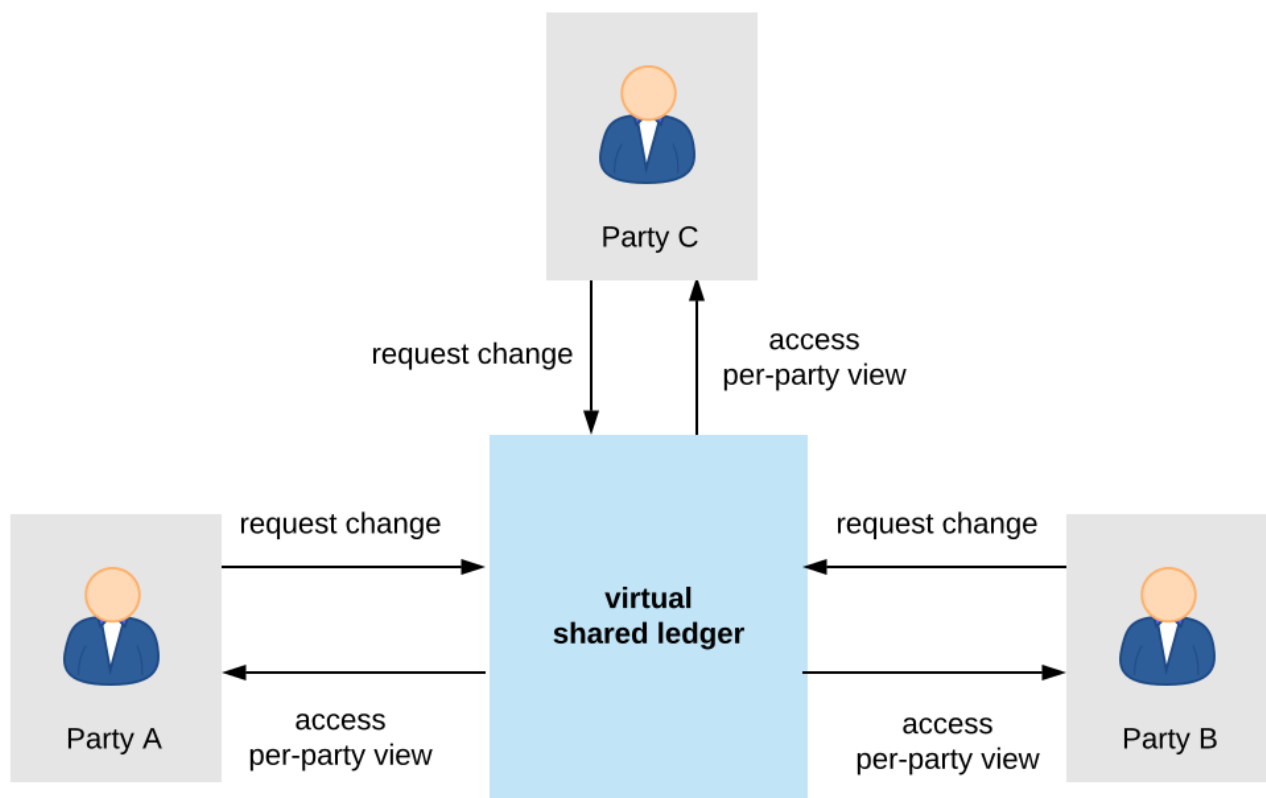 Party C
request change
access
per-party view
request change
request change
virtual
shared ledger
Party A
access
per-party view
access
per-party view
Party B